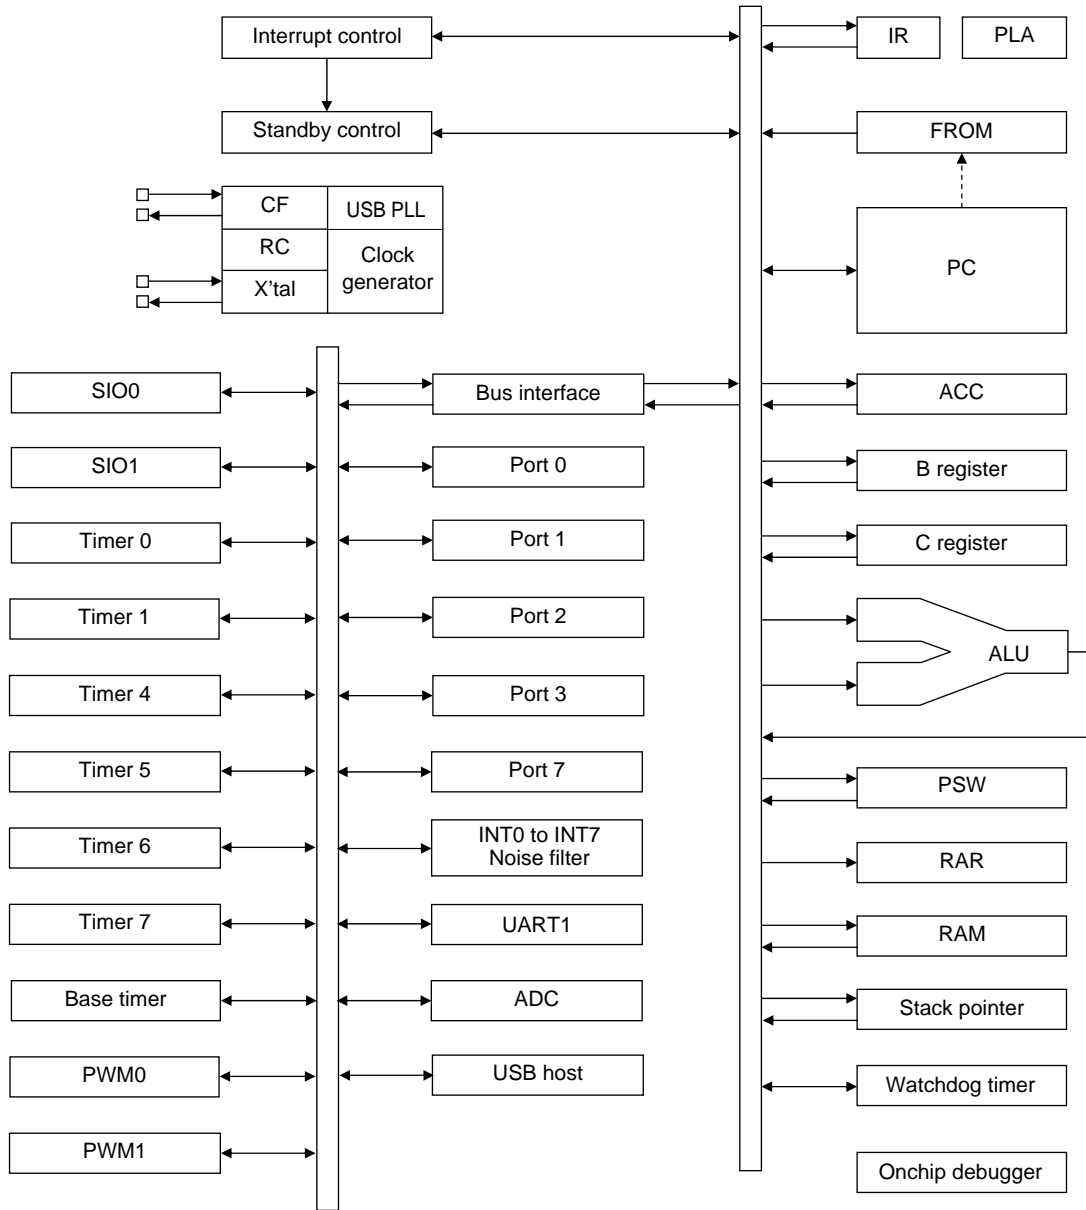 Interrupt control
IR
PLA
Standby control
FROM
CF
USB PLL
RC
Clock
generator
X'tal
PC
SIO0
Bus interface
ACC
SIO1
Port 0
B register
Timer 0
Port 1
C register
Timer 1
Port 2
ALU
Timer 4
Port 3
Timer 5
Port 7
PSW
Timer 6
INT0 to INT7
Noise filter
RAR
Timer 7
UART1
RAM
Base timer
ADC
Stack pointer
PWM0
USB host
Watchdog timer
PWM1
Onchip debugger